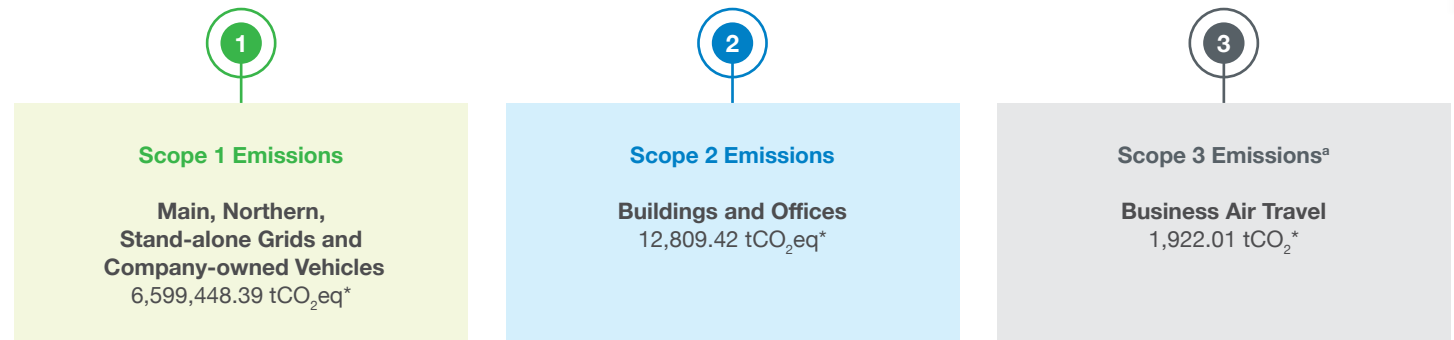 1
Scope 1 Emissions
Main, Northern,
Stand-alone Grids and
Company-owned Vehicles
6,599,448.39 tCO₂eq*
2
Scope 2 Emissions
Buildings and Offices
12,809.42 tCO₂eq*
3
Scope 3 Emissionsᵃ
Business Air Travel
1,922.01 tCO₂*